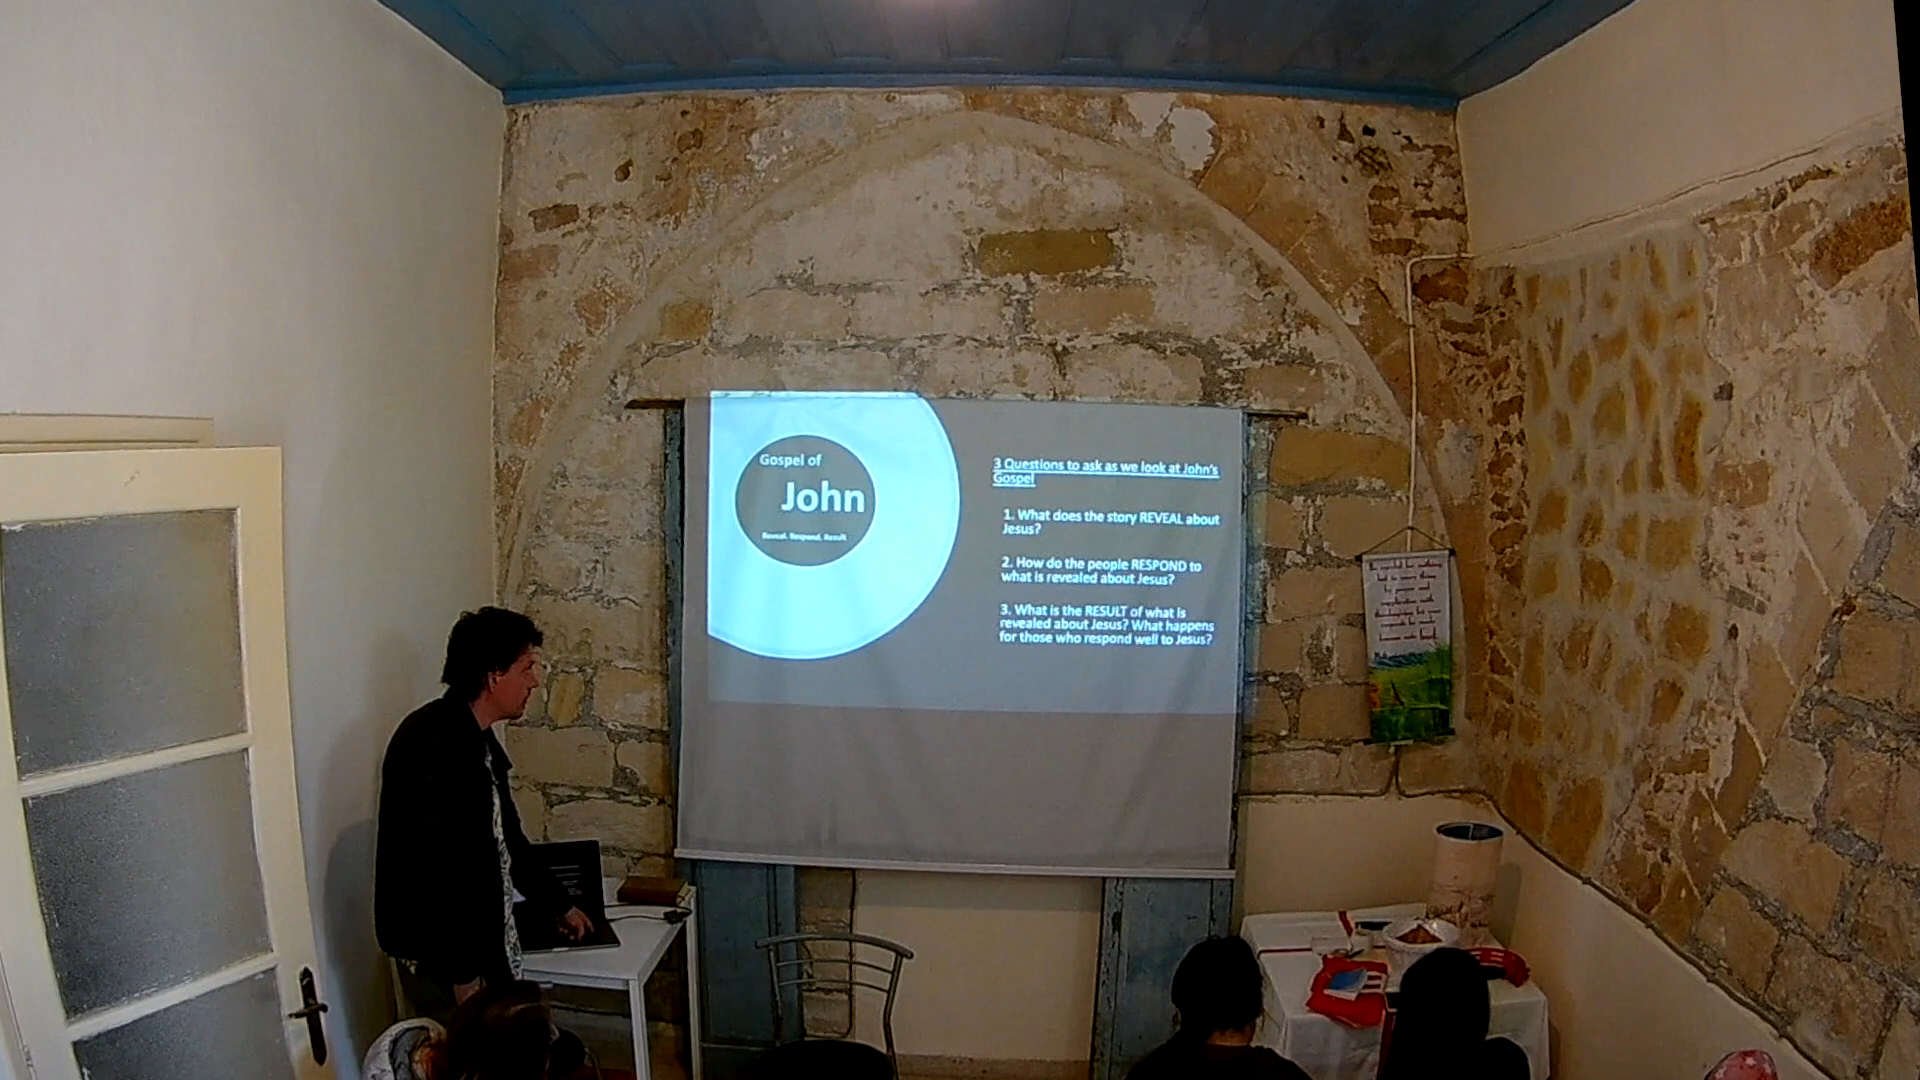 Gospel of
John
Reveal. Respond, Result
3 Questions to ask as we look at John's
Gospel
1. What does the story REVEAL about
Jesus?
2. How do the people RESPOND to
what is revealed about Jesus?
3. What is the RESULT of what is
revealed about Jesus? What happens
for those who respond well to Jesus?